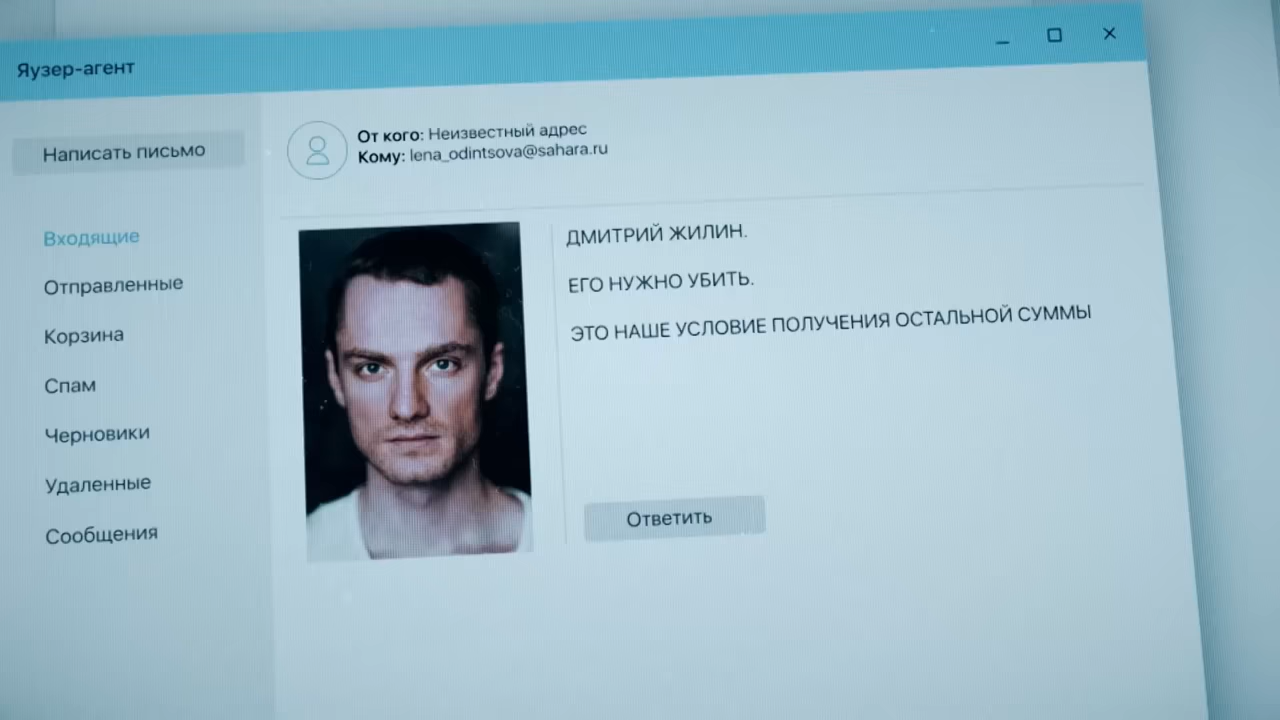 Яузер-агент
Написать письмо
Входящие
Отправленные
Корзина
Спам
Черновики
Удаленные
Сообщения
От кого: Неизвестный адрес
Кому: lena_odintsova@sahara.ru
ДМИТРИЙ ЖИЛИН.
ЕГО НУЖНО УБИТЬ.
ЭТО НАШЕ УСЛОВИЕ ПОЛУЧЕНИЯ ОСТАЛЬНОЙ СУММЫ
Ответить